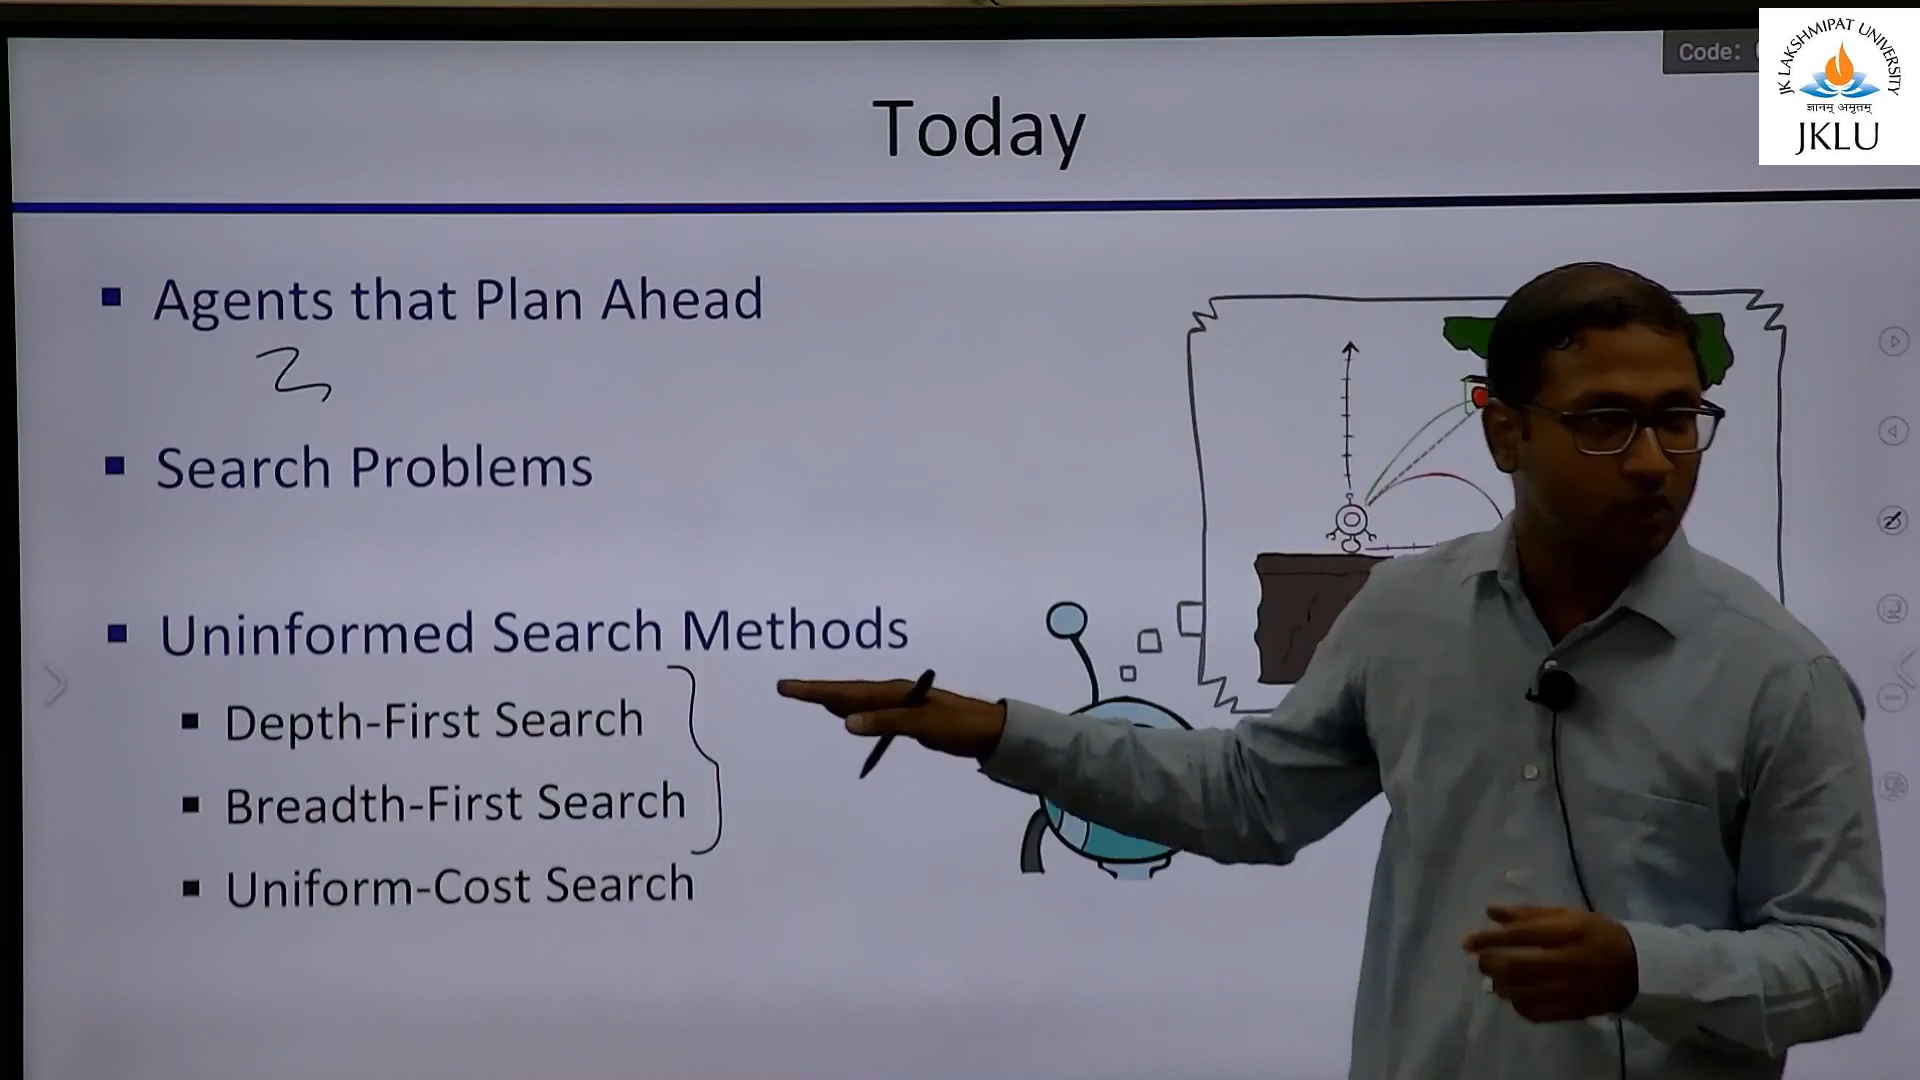 Code:
JK LAKSHMIPAT UNIVERSITY
ज्ञानम् अमृतम्
JKLU
Today
Agents that Plan Ahead
Search Problems
Uninformed Search Methods
Depth-First Search
Breadth-First Search
Uniform-Cost Search